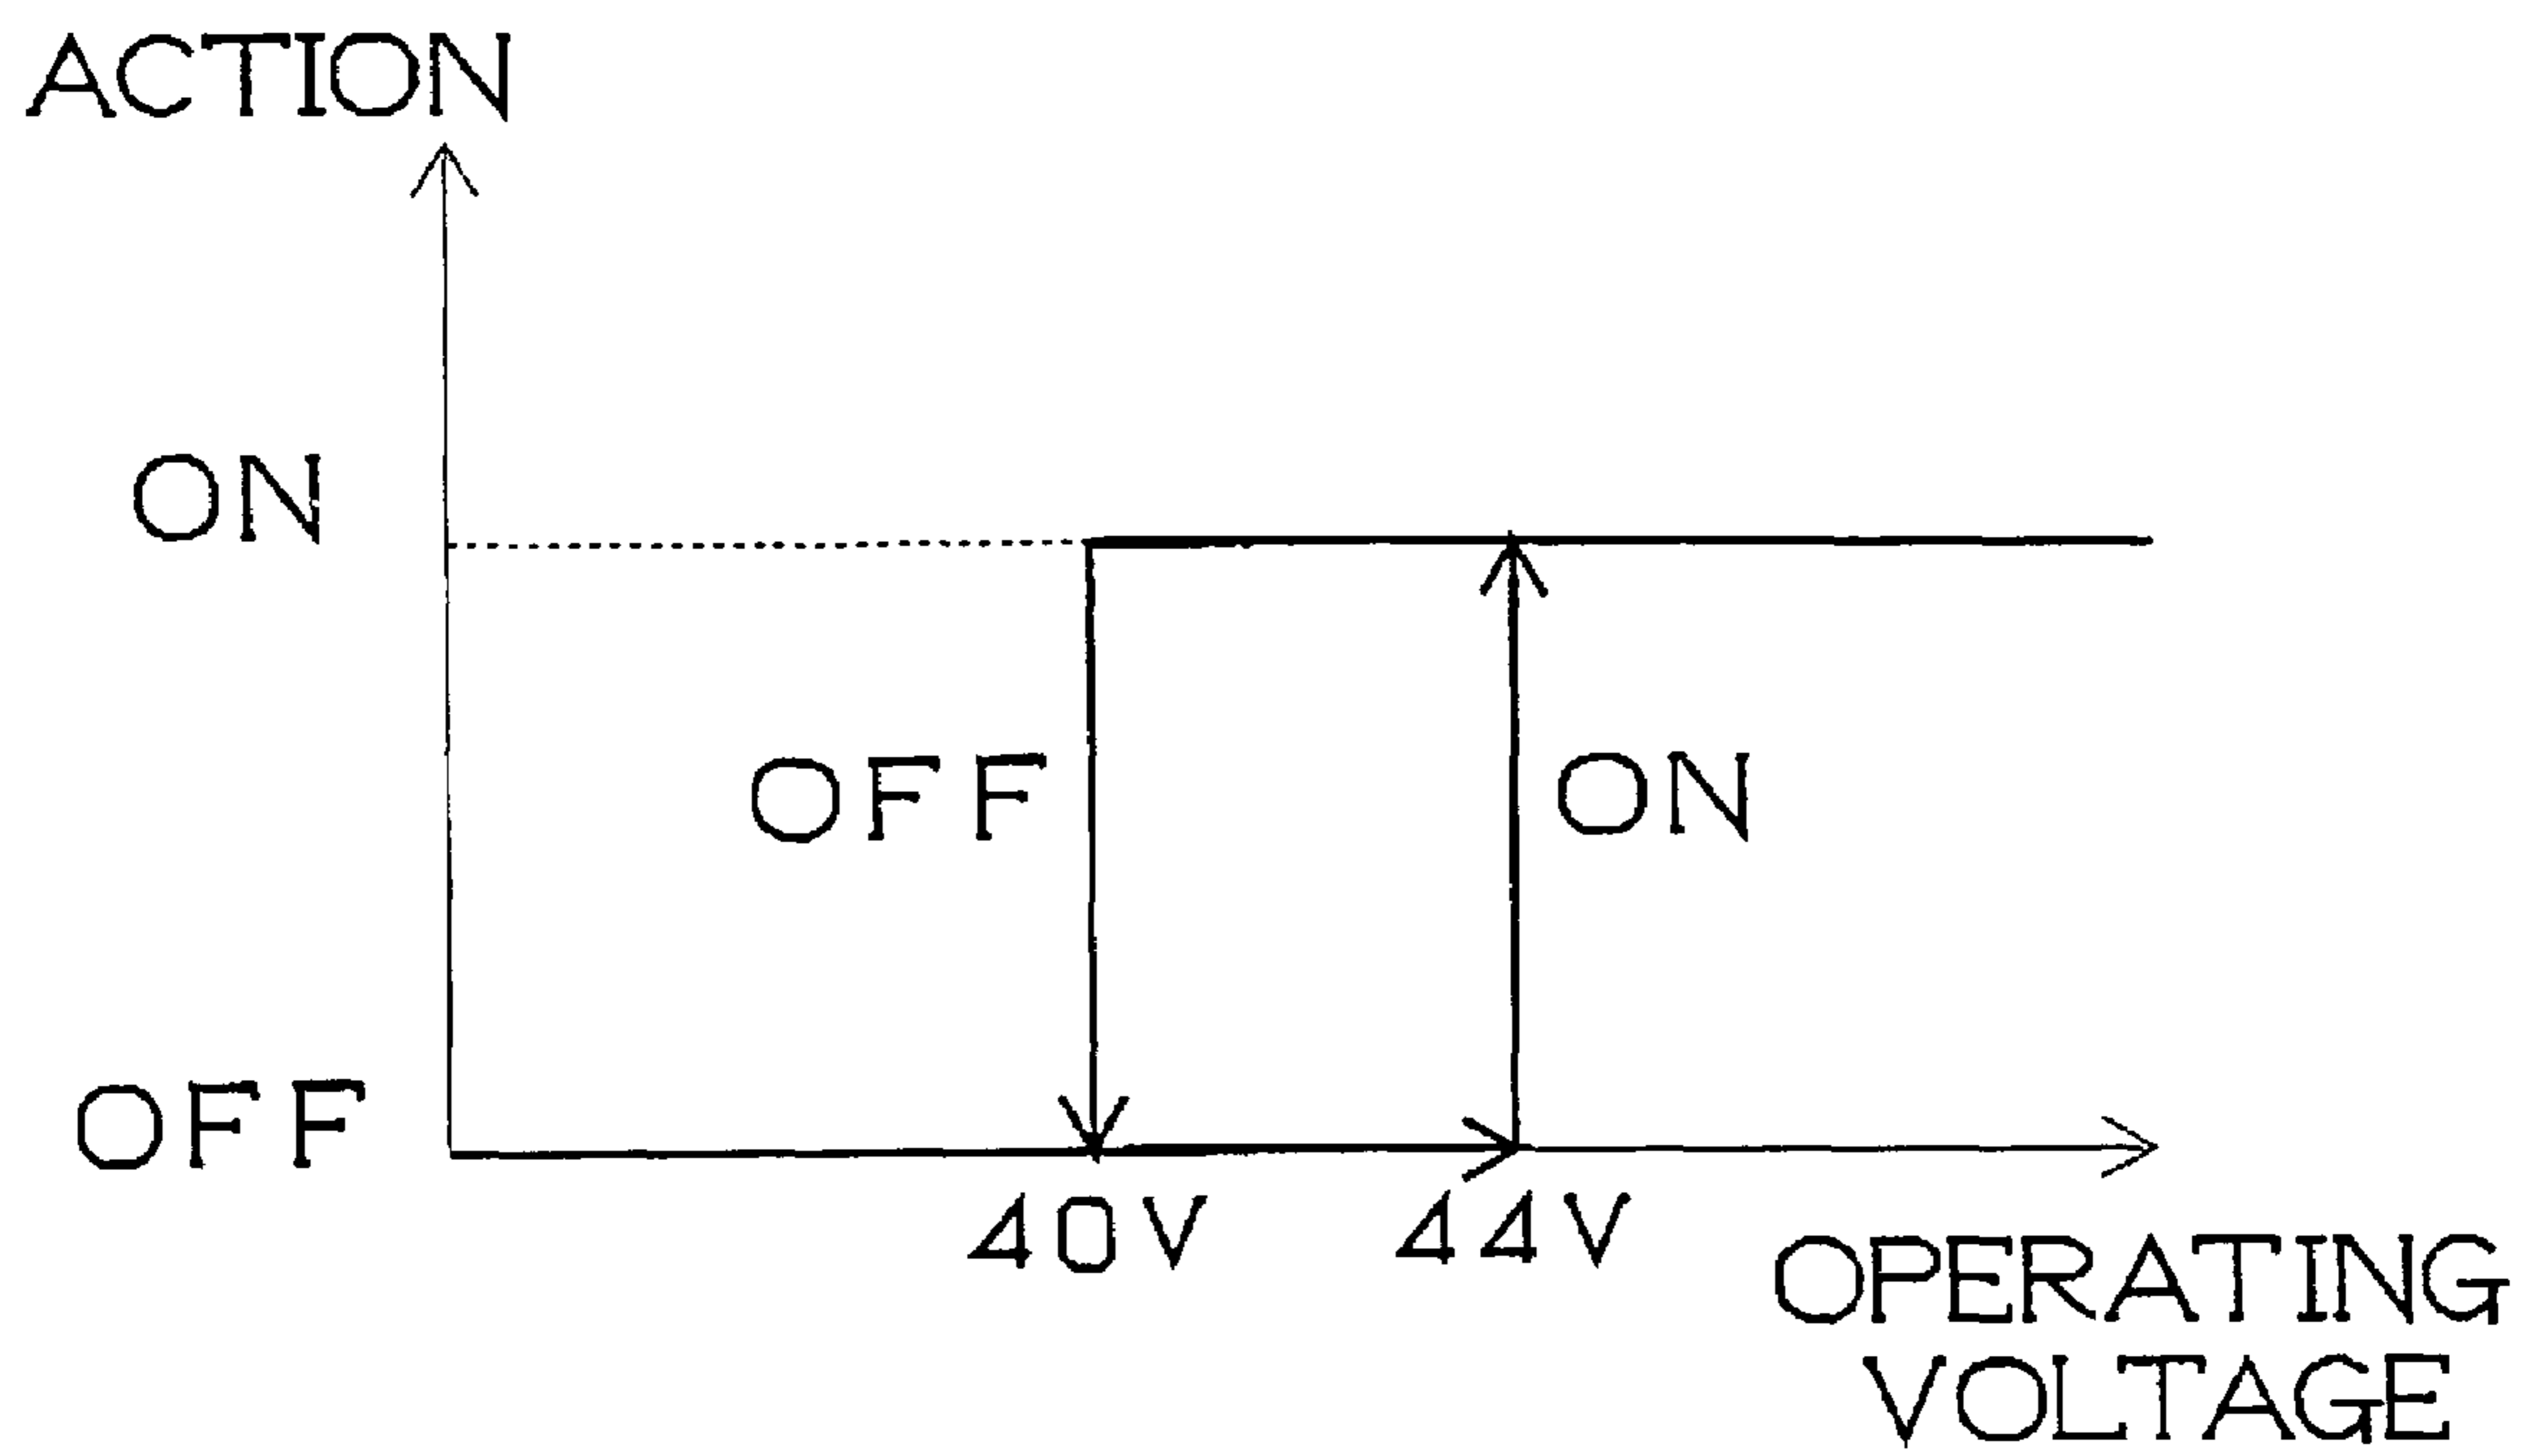 ACTION
ON
OFF ON
OFF
40V 44V
OPERATING
VOLTAGE